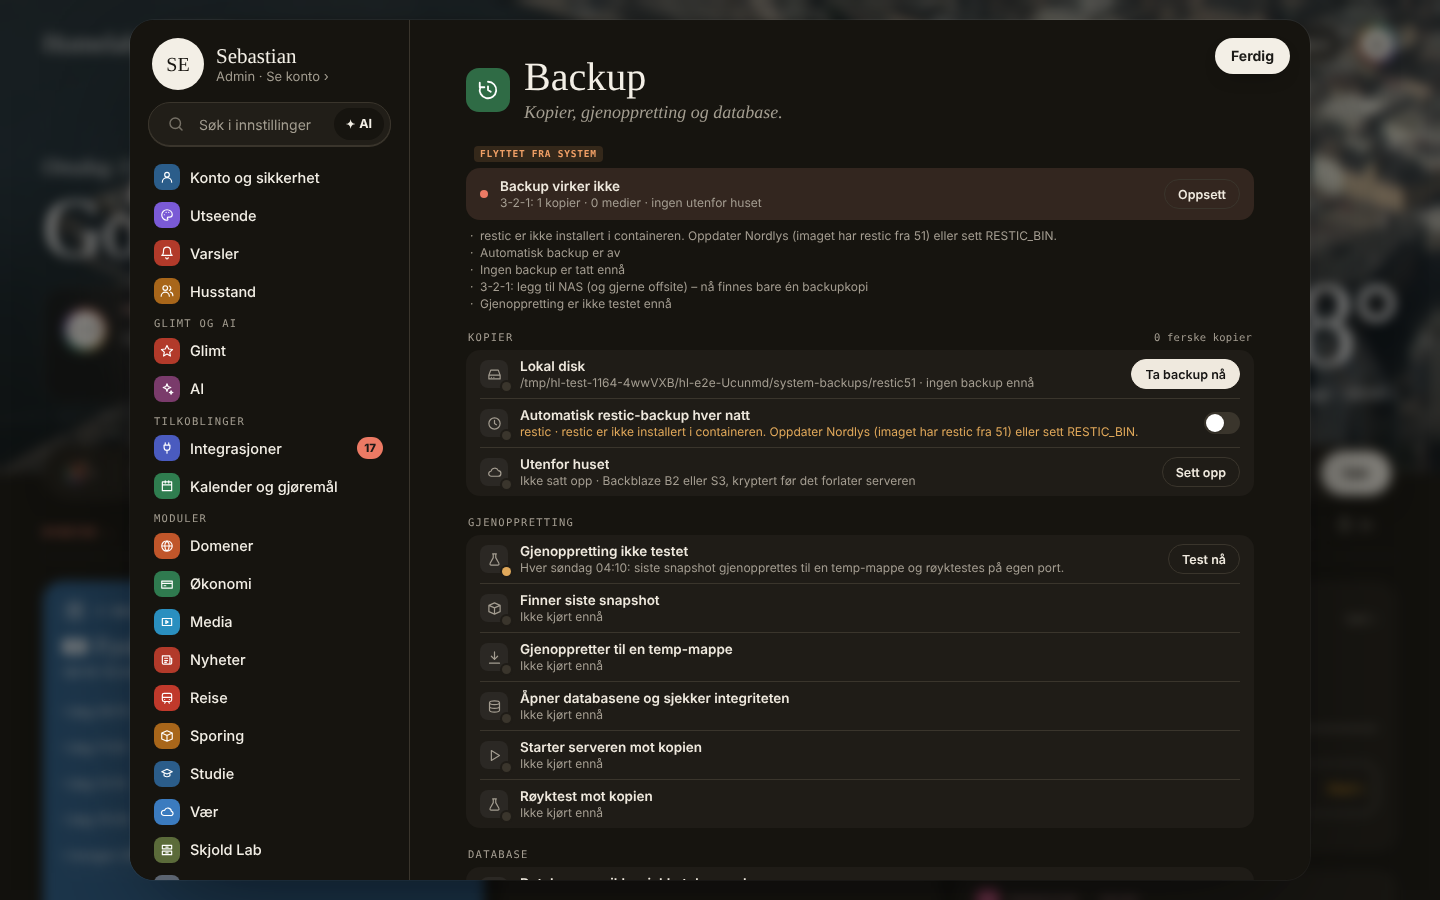 SE
Sebastian
Admin · Se konto ›
Søk i innstillinger
AI
Konto og sikkerhet
Utseende
Varsler
Husstand
GLIMT OG AI
Glimt
AI
TILKOBLINGER
Integrasjoner
17
Kalender og gjøremål
MODULER
Domener
Økonomi
Media
Nyheter
Reise
Sporing
Studie
Vær
Skjold Lab
Ferdig
Backup
Kopier, gjenoppretting og database.
FLYTTET FRA SYSTEM
Backup virker ikke
3-2-1: 1 kopier · 0 medier · ingen utenfor huset
Oppsett
· restic er ikke installert i containeren. Oppdater Nordlys (imaget har restic fra 51) eller sett RESTIC_BIN.
· Automatisk backup er av
· Ingen backup er tatt ennå
· 3-2-1: legg til NAS (og gjerne offsite) – nå finnes bare én backupkopi
· Gjenoppretting er ikke testet ennå
KOPIER
0 ferske kopier
Lokal disk
/tmp/hl-test-1164-4wwVXB/hl-e2e-Ucunmd/system-backups/restic51 · ingen backup ennå
Ta backup nå
Automatisk restic-backup hver natt
restic · restic er ikke installert i containeren. Oppdater Nordlys (imaget har restic fra 51) eller sett RESTIC_BIN.
Utenfor huset
Ikke satt opp · Backblaze B2 eller S3, kryptert før det forlater serveren
Sett opp
GJENOPPRETTING
Gjenoppretting ikke testet
Hver søndag 04:10: siste snapshot gjenopprettes til en temp-mappe og røyktestes på egen port.
Test nå
Finner siste snapshot
Ikke kjørt ennå
Gjenoppretter til en temp-mappe
Ikke kjørt ennå
Åpner databasene og sjekker integriteten
Ikke kjørt ennå
Starter serveren mot kopien
Ikke kjørt ennå
Røyktest mot kopien
Ikke kjørt ennå
DATABASE
8°